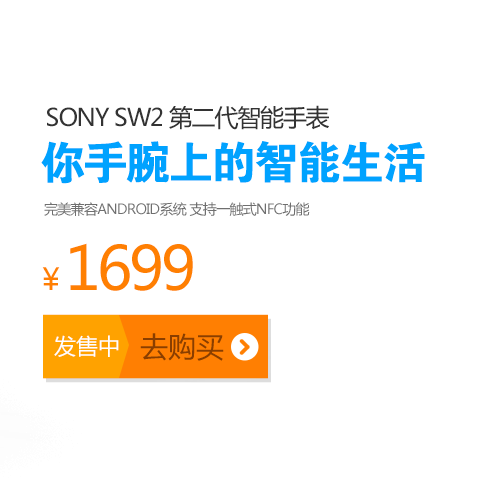 SONY SW2 第二代智能手表
你手腕上的智能生活
完美兼容ANDROID系统 支持一触式NFC功能
¥ 1699
发售中 去购买